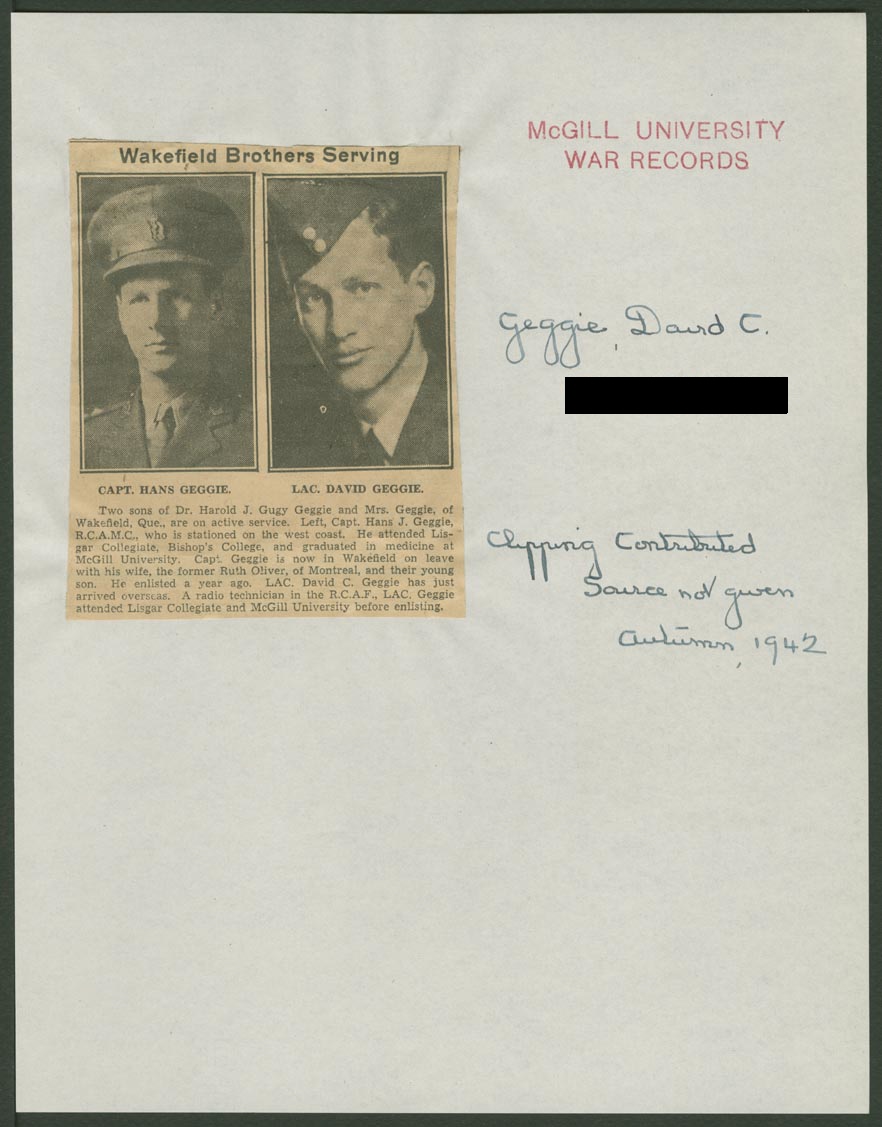 McGILL UNIVERSITY
WAR RECORDS
Wakefield Brothers Serving
CAPT. HANS GEGGIE. LAC. DAVID GEGGIE.
Two sons of Dr. Harold J. Gugy Geggie and Mrs. Geggie, of
Wakefield, Que., are on active service. Left, Capt. Hans J. Geggie,
R.C.A.M.C., who is stationed on the west coast. He attended Lis-
gar Collegiate, Bishop's College, and graduated in medicine at
McGill University. Capt. Geggie is now in Wakefield on leave
with his wife, the former Ruth Oliver, of Montreal, and their young
son. He enlisted a year ago. LAC. David C. Geggie has just
arrived overseas. A radio technician in the R.C.A.F., LAC. Geggie
attended Lisgar Collegiate and McGill University before enlisting.
Geggie, David C.
Clipping Contributed
Source not given
Autumn, 1942